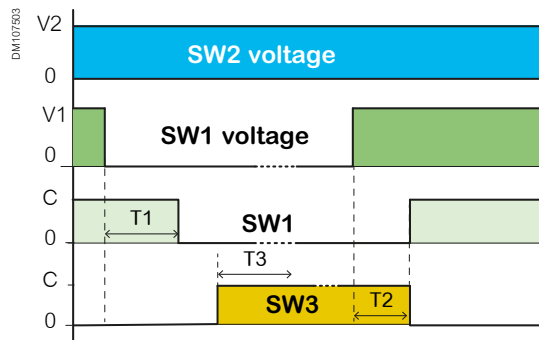 DM107503
V2
SW2 voltage
0
V1
SW1 voltage
0
C
T1
SW1
0
T3
C
SW3
T2
0